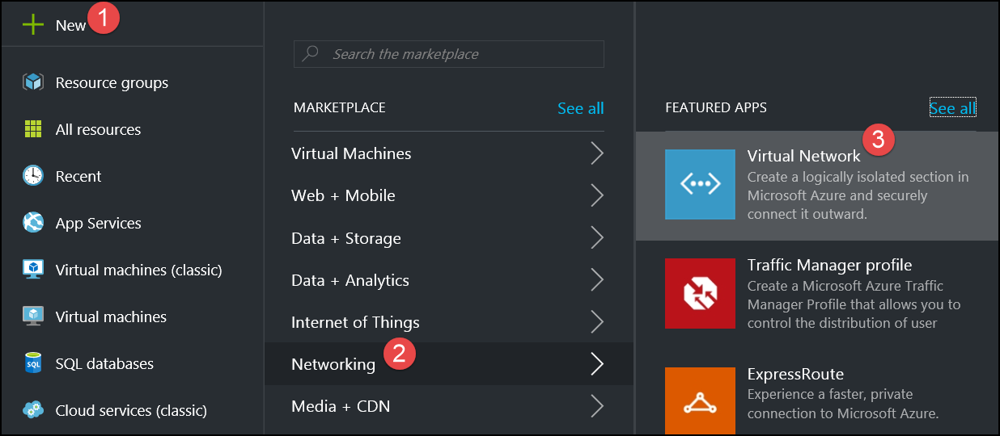 New
1
Resource groups
All resources
Recent
App Services
Virtual machines (classic)
Virtual machines
SQL databases
SQL
Cloud services (classic)
Search the marketplace
MARKETPLACE
See all
Virtual Machines
Web + Mobile
Data + Storage
Data + Analytics
Internet of Things
Networking
2
Media + CDN
FEATURED APPS
See all
3
Virtual Network
Create a logically isolated section in
Microsoft Azure and securely
connect it outward.
Traffic Manager profile
Create a Microsoft Azure Traffic
Manager Profile that allows you to
control the distribution of user
ExpressRoute
Experience a faster, private
connection to Microsoft Azure.